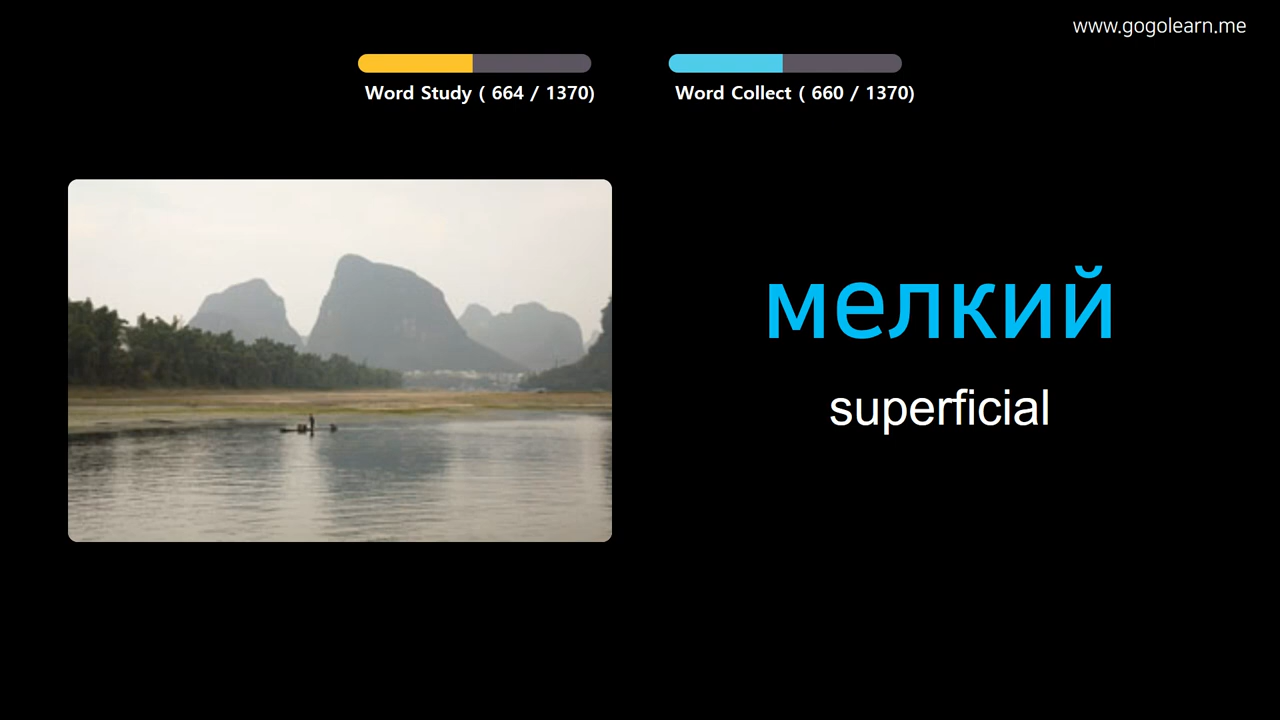 www.gogolearn.me
Word Study ( 664 / 1370)
Word Collect ( 660 / 1370)
мелкий
superficial